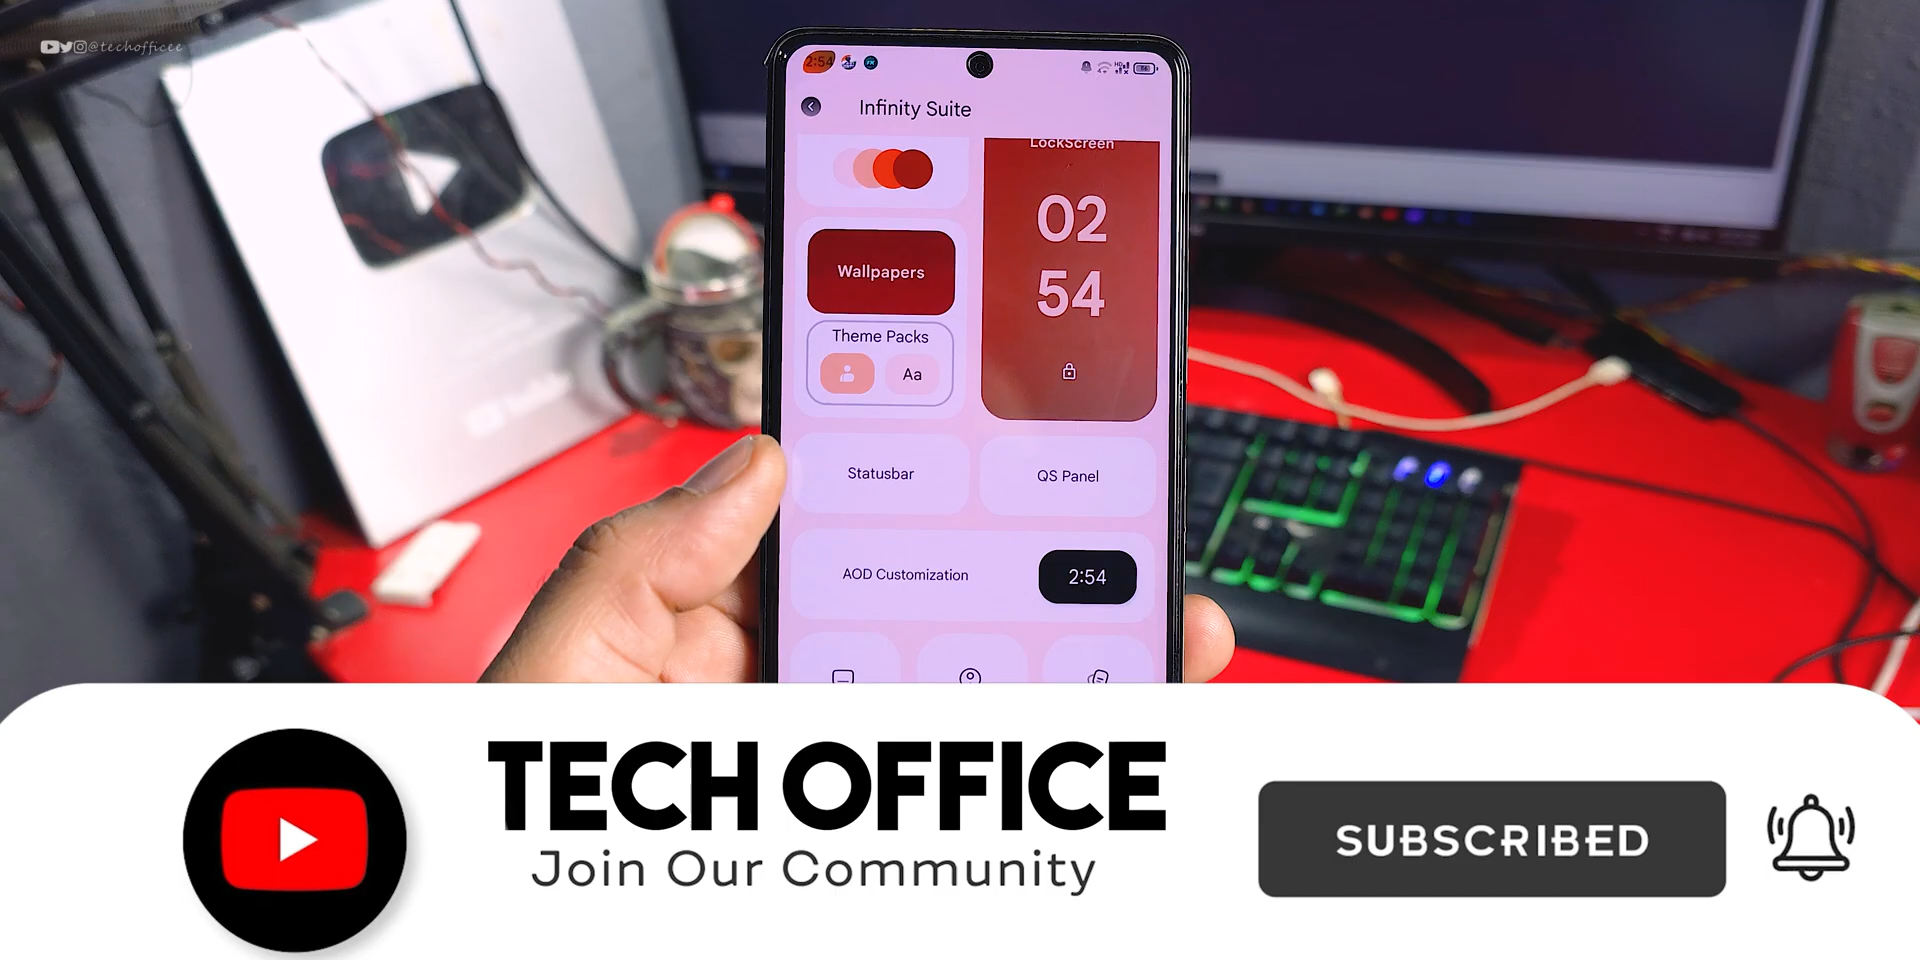 @techofficee
2:54
Infinity Suite
LockScreen
02
54
Wallpapers
Theme Packs
Aa
Statusbar
QS Panel
AOD Customization
2:54
TECH OFFICE
Join Our Community
SUBSCRIBED